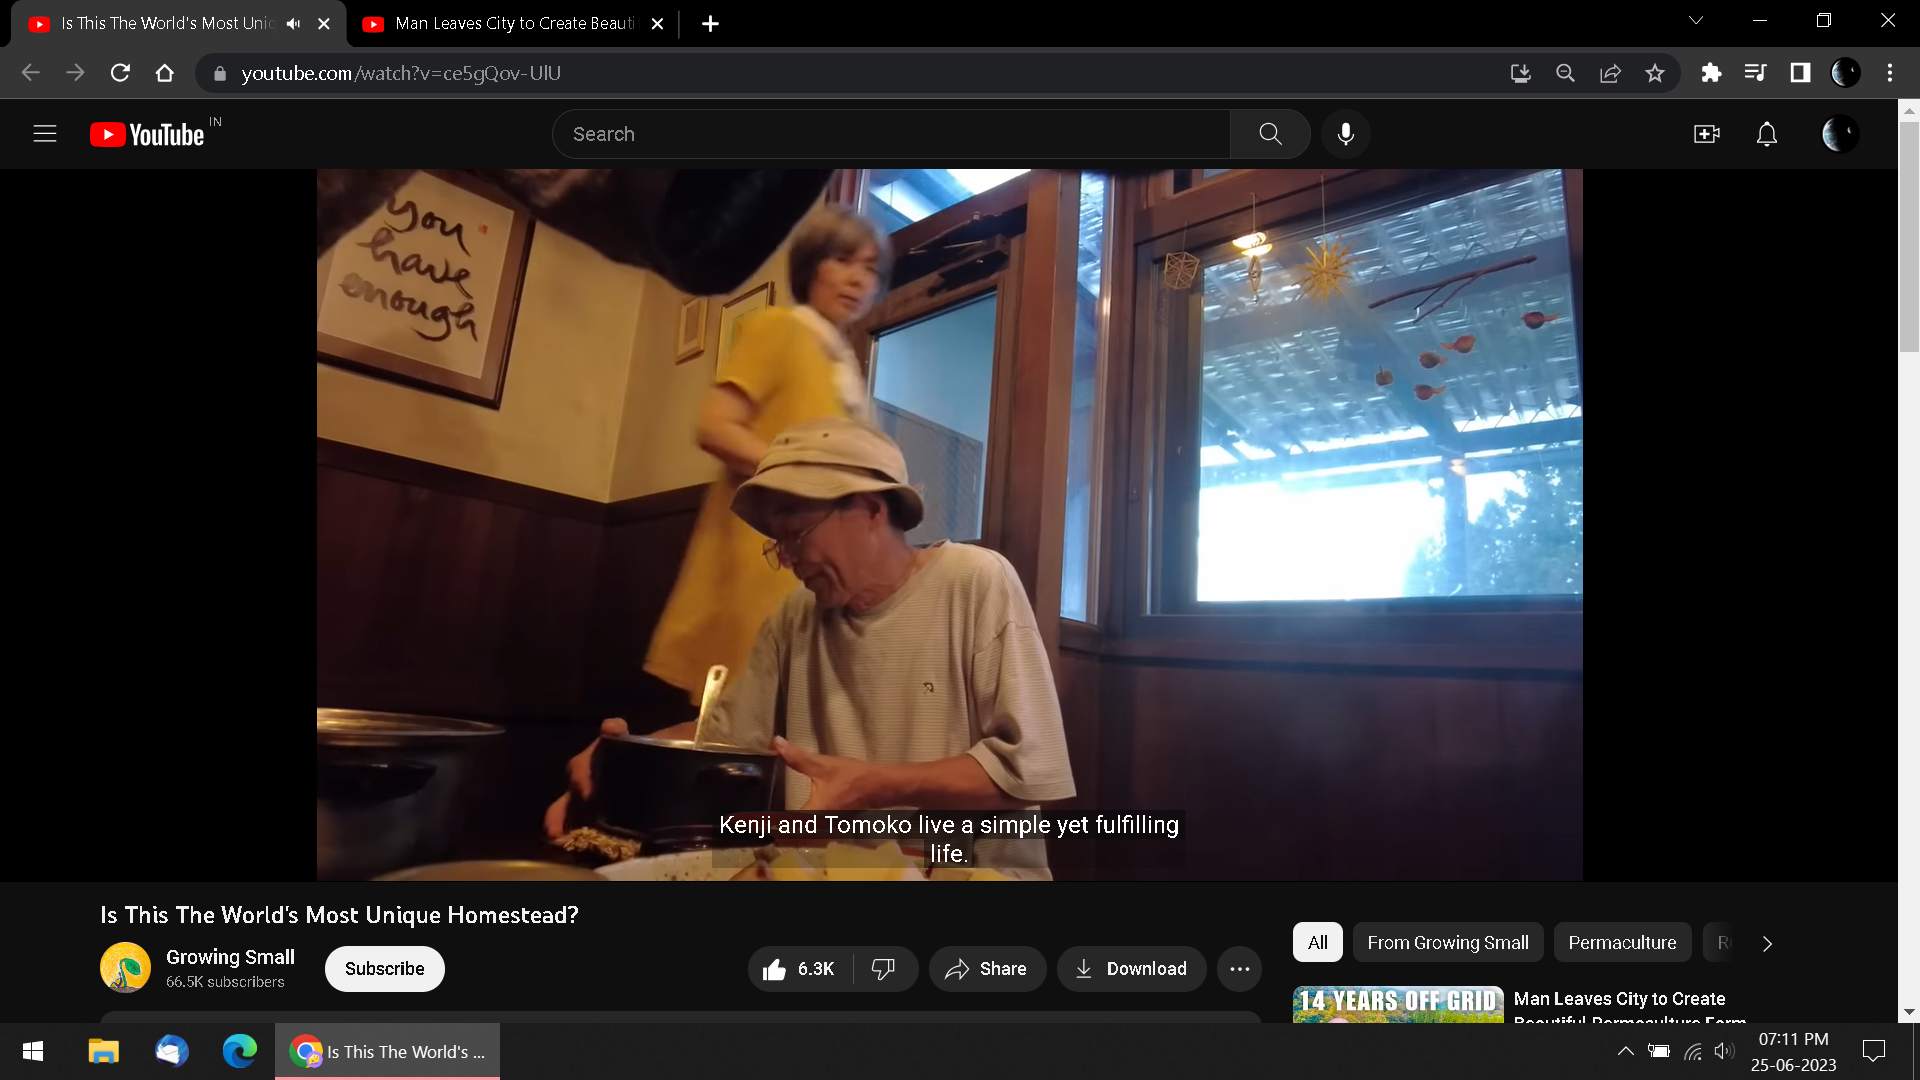 Is This The World's Most Uniq
Man Leaves City to Create Beauti
youtube.com/watch?v=ce5gQov-UlU
YouTube IN
Search
you
have
enough
Kenji and Tomoko live a simple yet fulfilling
life.
Is This The World's Most Unique Homestead?
Growing Small
66.5K subscribers
Subscribe
6.3K
Share
Download
All
From Growing Small
Permaculture
14 YEARS OFF GRID
Man Leaves City to Create
Beautiful Permaculture Farm
Is This The World's ...
07:11 PM
25-06-2023